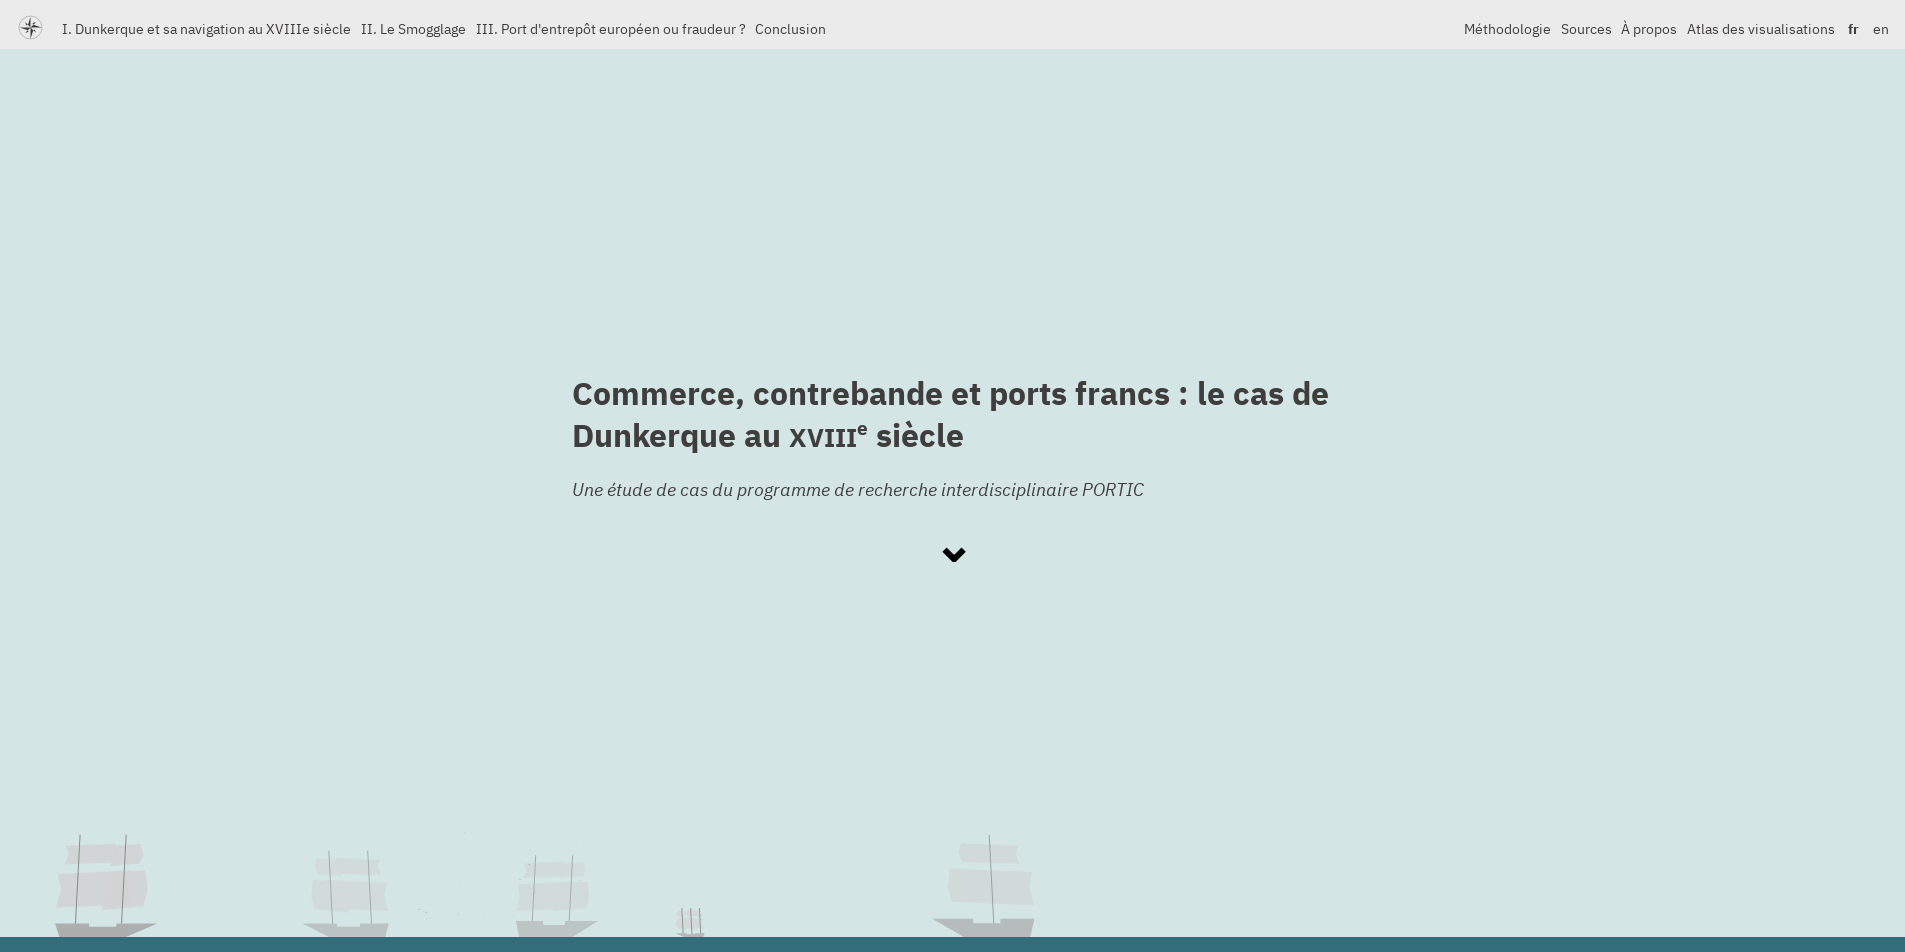 I. Dunkerque et sa navigation au XVIIIe siècle II. Le Smogglage III. Port d'entrepôt européen ou fraudeur ? Conclusion Méthodologie Sources À propos Atlas des visualisations fr en
Commerce, contrebande et ports francs : le cas de
Dunkerque au XVIIIe siècle
Une étude de cas du programme de recherche interdisciplinaire PORTIC